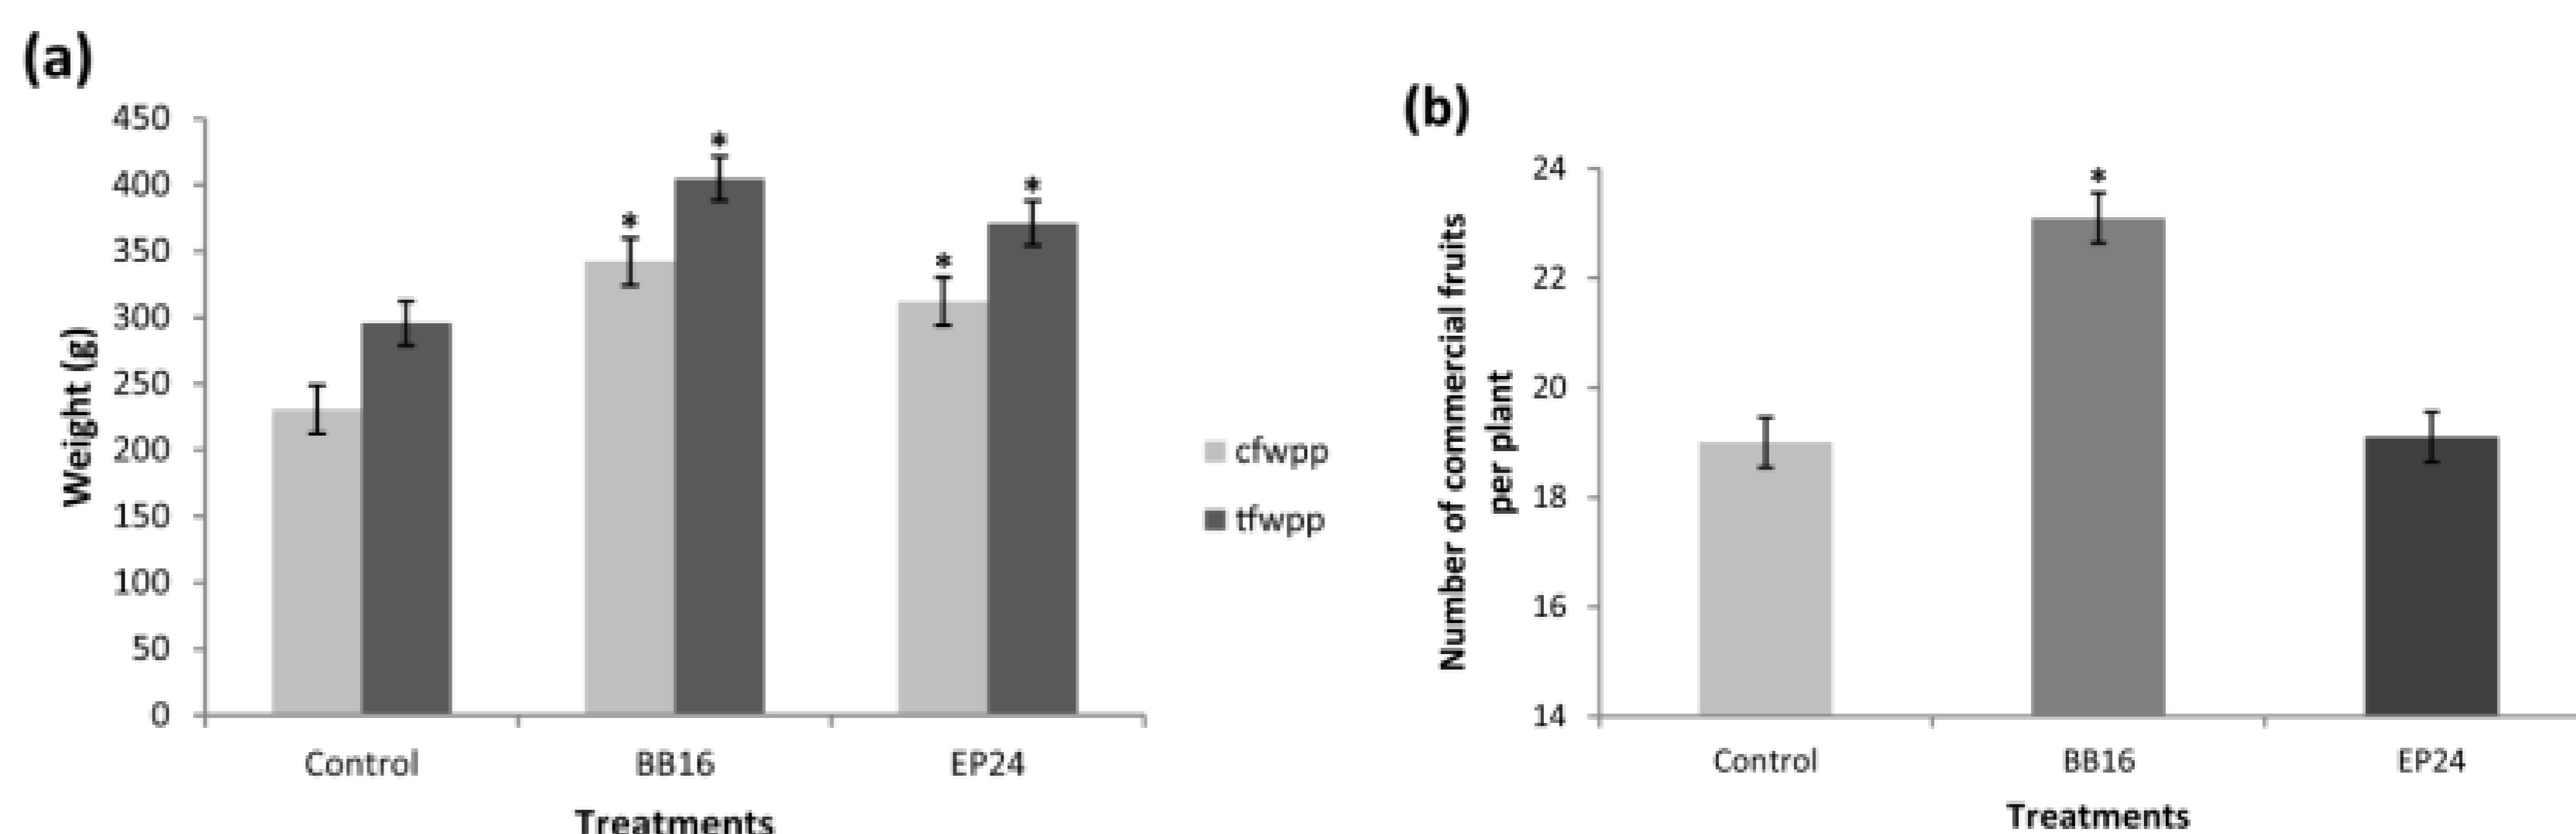 (a)
450
400
350
300
250
200
150
100
50
0
Weight (g)
*
*
*
*
Control
BB16
EP24
Treatments
cfwpp
tfwpp
(b)
24
22
20
18
16
14
Number of commercial fruits
per plant
*
Control
BB16
EP24
Treatments